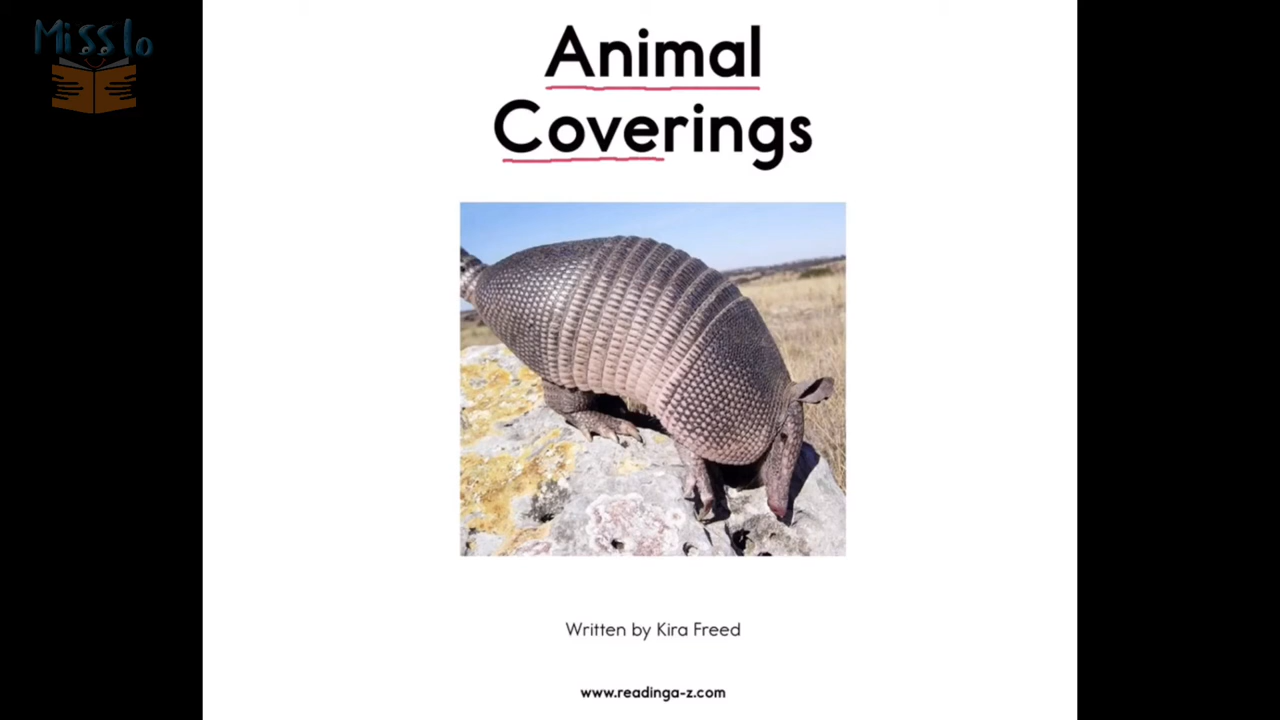 Miss lo
Animal
Coverings
Written by Kira Freed
www.readinga-z.com